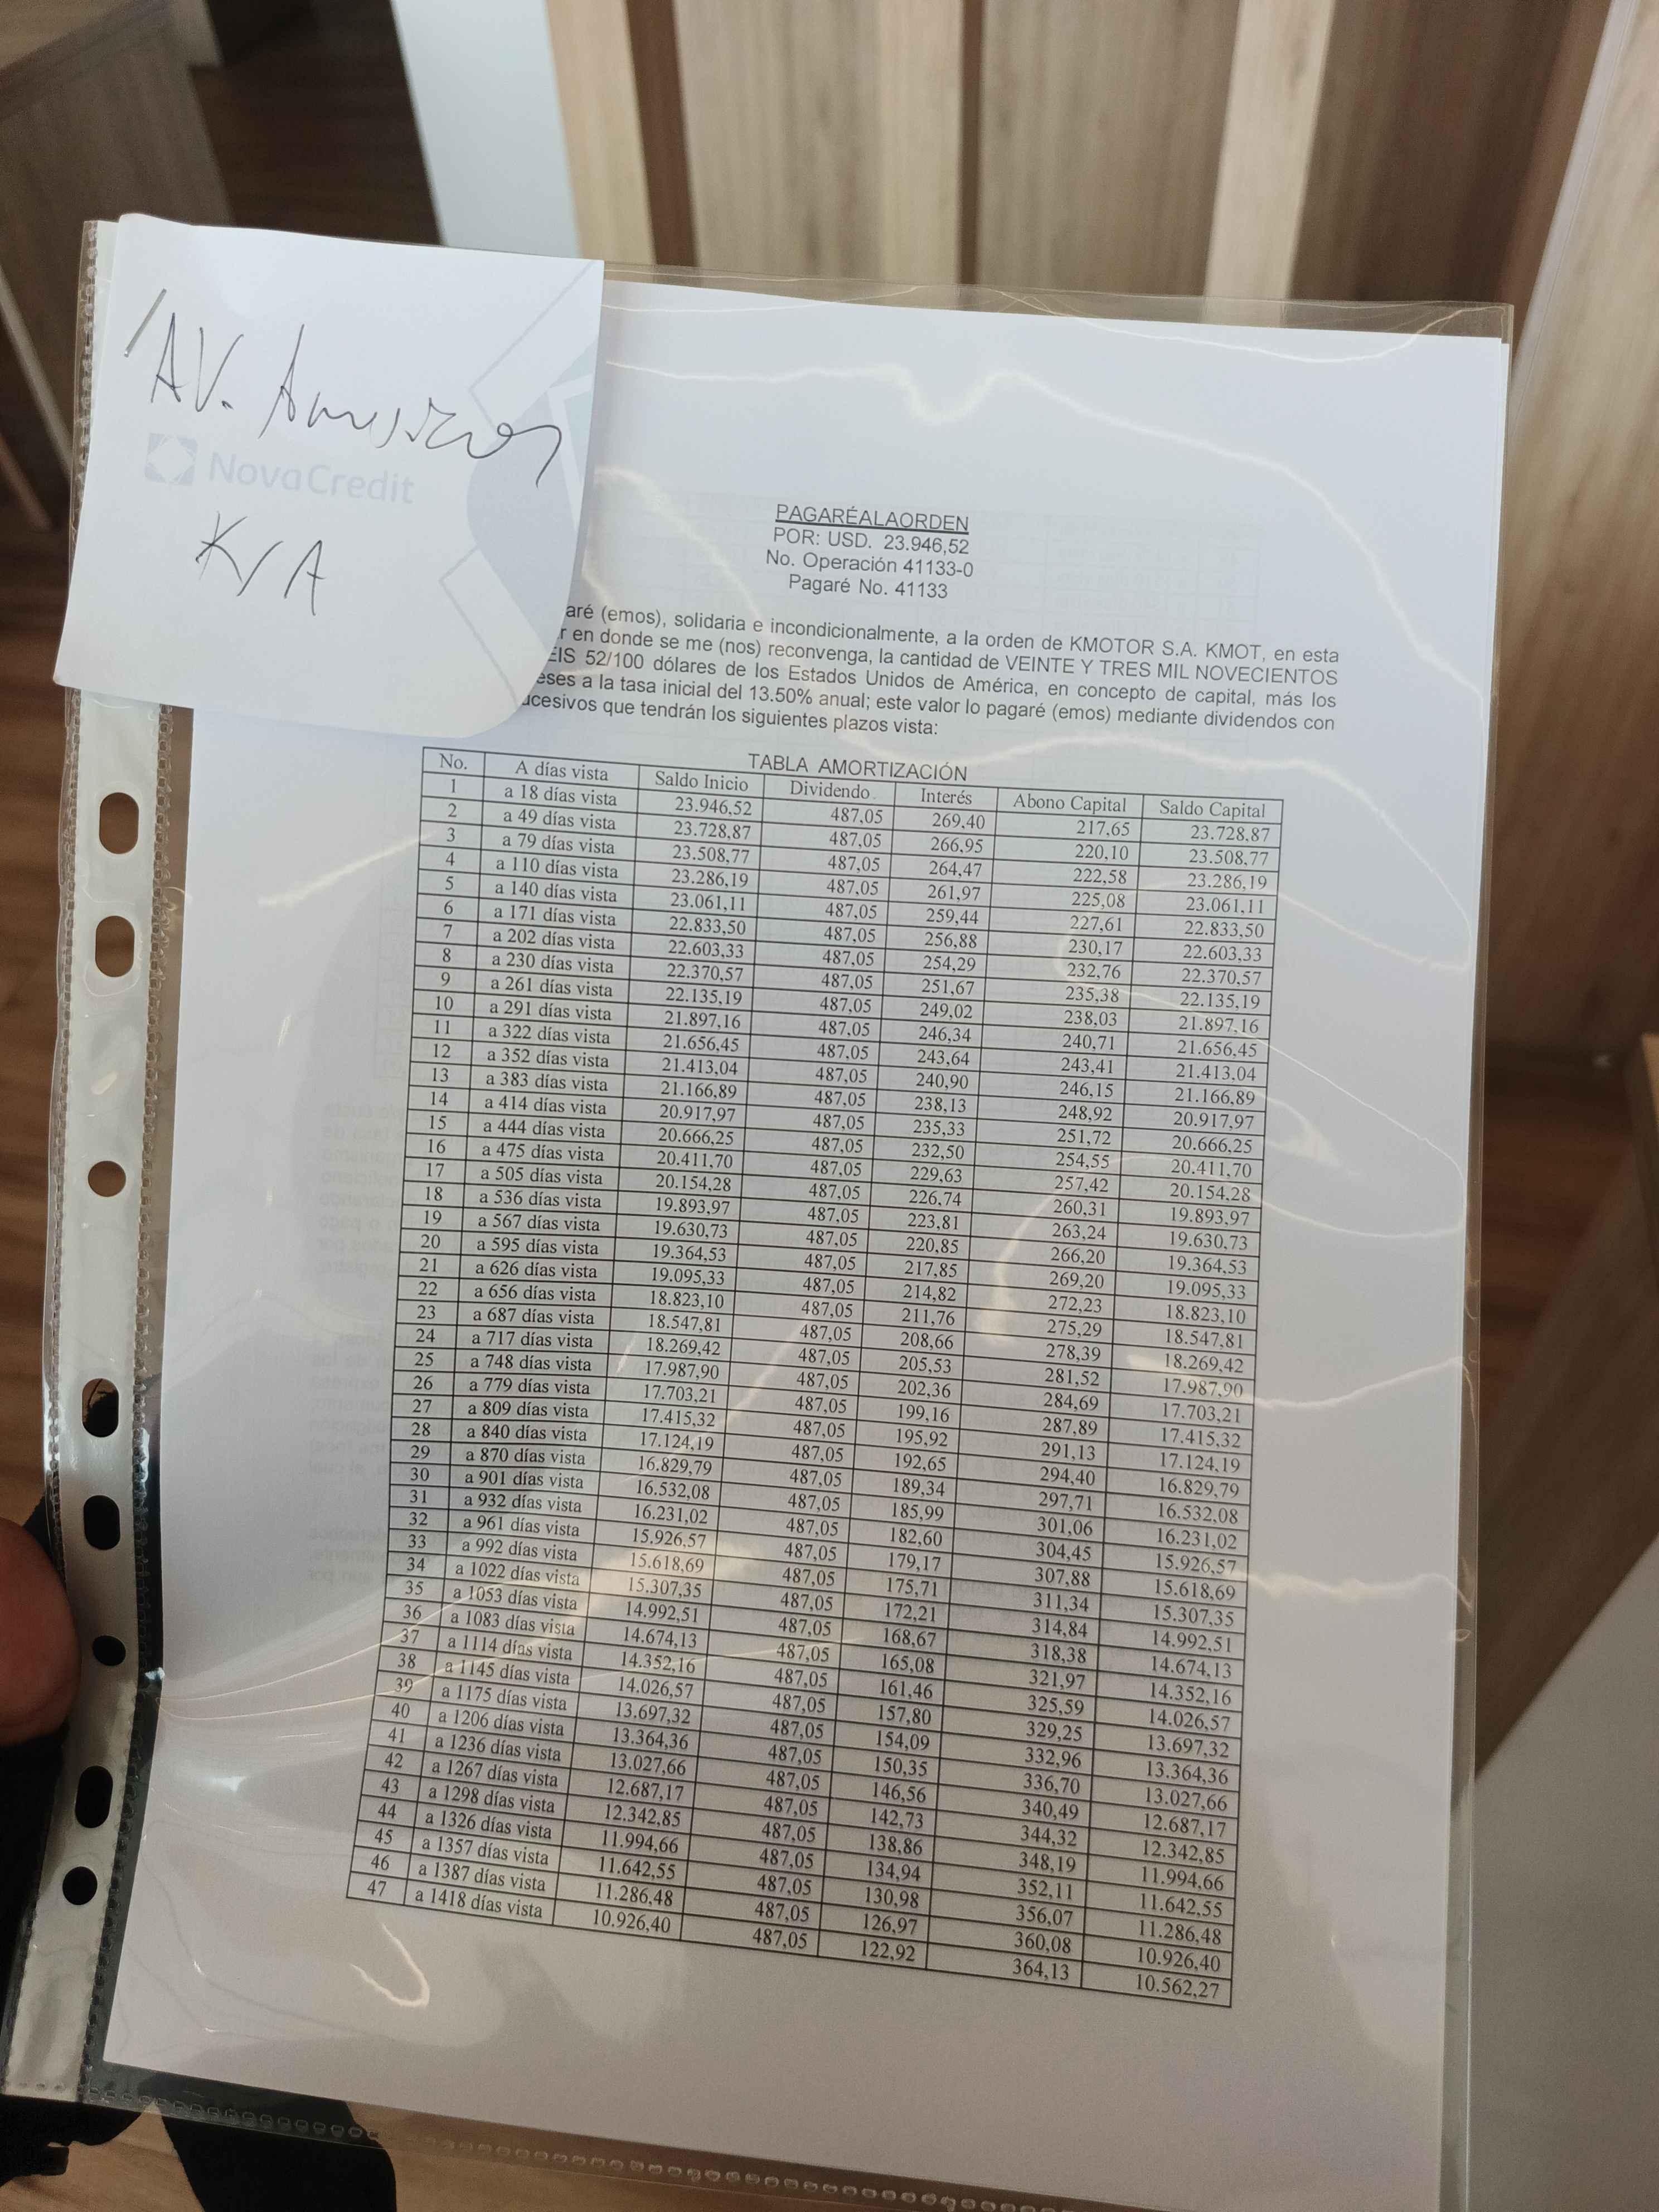 AV.
NovaCredit
K/A
PAGARÉALAORDEN
POR: USD. 23.946,52
No. Operación 41133-0
Pagaré No. 41133
aré (emos), solidaria e incondicionalmente, a la orden de KMOTOR S.A. KMOT, en esta
r en donde se me (nos) reconvenga, la cantidad de VEINTE Y TRES MIL NOVECIENTOS
EIS 52/100 dólares de los Estados Unidos de América, en concepto de capital, más los
eses a la tasa inicial del 13.50% anual; este valor lo pagaré (emos) mediante dividendos con
ucesivos que tendrán los siguientes plazos vista:
TABLA AMORTIZACIÓN
No. A días vista Saldo Inicio Dividendo Interés Abono Capital Saldo Capital
1 a 18 días vista 23.946,52 487,05 269,40 217,65 23.728,87
2 a 49 días vista 23.728,87 487,05 266,95 220,10 23.508,77
3 a 79 días vista 23.508,77 487,05 264,47 222,58 23.286,19
4 a 110 días vista 23.286,19 487,05 261,97 225,08 23.061,11
5 a 140 días vista 23.061,11 487,05 259,44 227,61 22.833,50
6 a 171 días vista 22.833,50 487,05 256,88 230,17 22.603,33
7 a 202 días vista 22.603,33 487,05 254,29 232,76 22.370,57
8 a 230 días vista 22.370,57 487,05 251,67 235,38 22.135,19
9 a 261 días vista 22.135,19 487,05 249,02 238,03 21.897,16
10 a 291 días vista 21.897,16 487,05 246,34 240,71 21.656,45
11 a 322 días vista 21.656,45 487,05 243,64 243,41 21.413,04
12 a 352 días vista 21.413,04 487,05 240,90 246,15 21.166,89
13 a 383 días vista 21.166,89 487,05 238,13 248,92 20.917,97
14 a 414 días vista 20.917,97 487,05 235,33 251,72 20.666,25
15 a 444 días vista 20.666,25 487,05 232,50 254,55 20.411,70
16 a 475 días vista 20.411,70 487,05 229,63 257,42 20.154,28
17 a 505 días vista 20.154,28 487,05 226,74 260,31 19.893,97
18 a 536 días vista 19.893,97 487,05 223,81 263,24 19.630,73
19 a 567 días vista 19.630,73 487,05 220,85 266,20 19.364,53
20 a 595 días vista 19.364,53 487,05 217,85 269,20 19.095,33
21 a 626 días vista 19.095,33 487,05 214,82 272,23 18.823,10
22 a 656 días vista 18.823,10 487,05 211,76 275,29 18.547,81
23 a 687 días vista 18.547,81 487,05 208,66 278,39 18.269,42
24 a 717 días vista 18.269,42 487,05 205,53 281,52 17.987,90
25 a 748 días vista 17.987,90 487,05 202,36 284,69 17.703,21
26 a 779 días vista 17.703,21 487,05 199,16 287,89 17.415,32
27 a 809 días vista 17.415,32 487,05 195,92 291,13 17.124,19
28 a 840 días vista 17.124,19 487,05 192,65 294,40 16.829,79
29 a 870 días vista 16.829,79 487,05 189,34 297,71 16.532,08
30 a 901 días vista 16.532,08 487,05 185,99 301,06 16.231,02
31 a 932 días vista 16.231,02 487,05 182,60 304,45 15.926,57
32 a 961 días vista 15.926,57 487,05 179,17 307,88 15.618,69
33 a 992 días vista 15.618,69 487,05 175,71 311,34 15.307,35
34 a 1022 días vista 15.307,35 487,05 172,21 314,84 14.992,51
35 a 1053 días vista 14.992,51 487,05 168,67 318,38 14.674,13
36 a 1083 días vista 14.674,13 487,05 165,08 321,97 14.352,16
37 a 1114 días vista 14.352,16 487,05 161,46 325,59 14.026,57
38 a 1145 días vista 14.026,57 487,05 157,80 329,25 13.697,32
39 a 1175 días vista 13.697,32 487,05 154,09 332,96 13.364,36
40 a 1206 días vista 13.364,36 487,05 150,35 336,70 13.027,66
41 a 1236 días vista 13.027,66 487,05 146,56 340,49 12.687,17
42 a 1267 días vista 12.687,17 487,05 142,73 344,32 12.342,85
43 a 1298 días vista 12.342,85 487,05 138,86 348,19 11.994,66
44 a 1326 días vista 11.994,66 487,05 134,94 352,11 11.642,55
45 a 1357 días vista 11.642,55 487,05 130,98 356,07 11.286,48
46 a 1387 días vista 11.286,48 487,05 126,97 360,08 10.926,40
47 a 1418 días vista 10.926,40 487,05 122,92 364,13 10.562,27